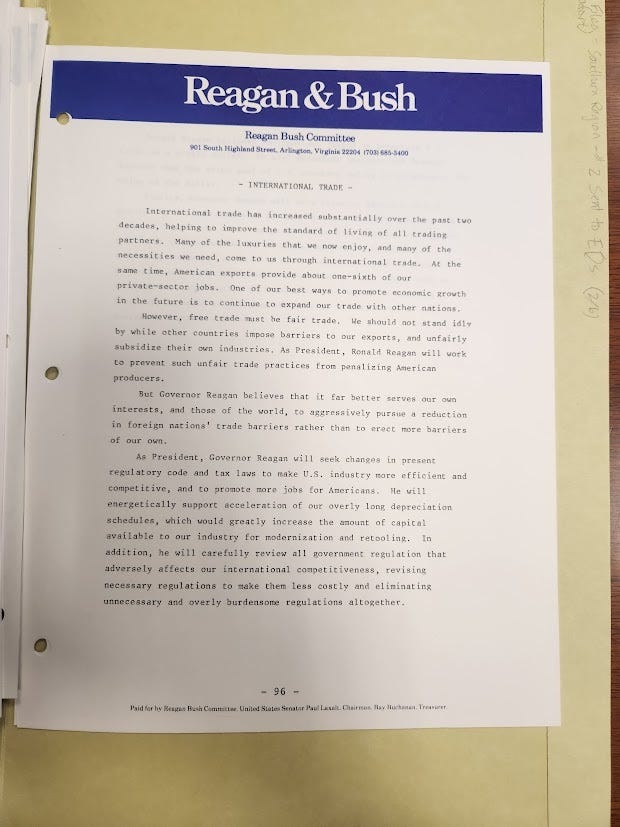 Reagan & Bush
Reagan Bush Committee
901 South Highland Street, Arlington, Virginia 22204 (703) 685-3400
- INTERNATIONAL TRADE -
International trade has increased substantially over the past two
decades, helping to improve the standard of living of all trading
partners. Many of the luxuries that we now enjoy, and many of the
necessities we need, come to us through international trade. At the
same time, American exports provide about one-sixth of our
private-sector jobs. One of our best ways to promote economic growth
in the future is to continue to expand our trade with other nations.
However, free trade must be fair trade. We should not stand idly
by while other countries impose barriers to our exports, and unfairly
subsidize their own industries. As President, Ronald Reagan will work
to prevent such unfair trade practices from penalizing American
producers.
But Governor Reagan believes that it far better serves our own
interests, and those of the world, to aggressively pursue a reduction
in foreign nations' trade barriers rather than to erect more barriers
of our own.
As President, Governor Reagan will seek changes in present
regulatory code and tax laws to make U.S. industry more efficient and
competitive, and to promote more jobs for Americans. He will
energetically support acceleration of our overly long depreciation
schedules, which would greatly increase the amount of capital
available to our industry for modernization and retooling. In
addition, he will carefully review all government regulation that
adversely affects our international competitiveness, revising
necessary regulations to make them less costly and eliminating
unnecessary and overly burdensome regulations altogether.
- 96 -
Paid for by Reagan Bush Committee. United States Senator Paul Laxalt, Chairman. Bay Buchanan, Treasurer.
Files - Southern Region - # 2 Sent to EDs (2/6)